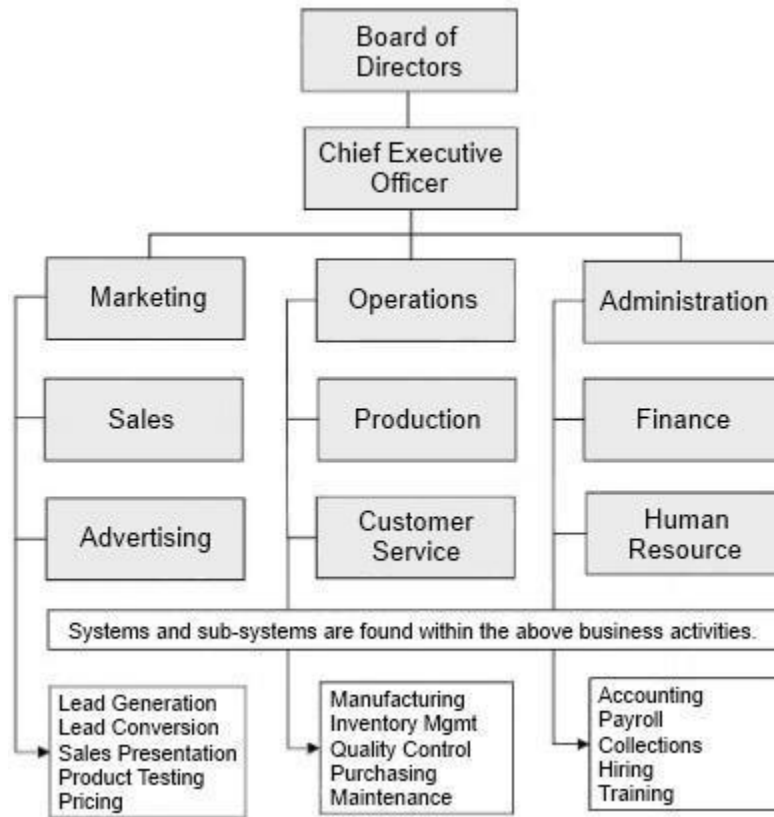 Board of
Directors
Chief Executive
Officer
Marketing
Operations
Administration
Sales
Production
Finance
Advertising
Customer
Service
Human
Resource
Systems and sub-systems are found within the above business activities.
Lead Generation
Lead Conversion
Sales Presentation
Product Testing
Pricing
Manufacturing
Inventory Mgmt
Quality Control
Purchasing
Maintenance
Accounting
Payroll
Collections
Hiring
Training